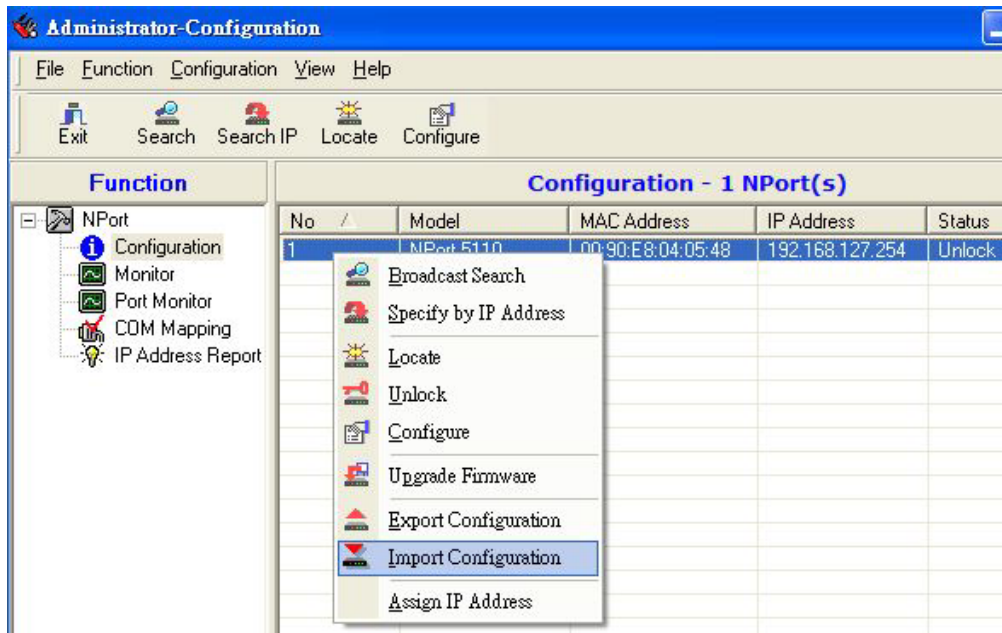 Administrator-Configuration
File Function Configuration View Help
Exit Search Search IP Locate Configure
Function
Configuration - 1 NPort(s)
NPort
Configuration
Monitor
Port Monitor
COM Mapping
IP Address Report
No Model MAC Address IP Address Status
1 NPort 5110 00:90:E8:04:05:48 192.168.127.254 Unlock
Broadcast Search
Specify by IP Address
Locate
Unlock
Configure
Upgrade Firmware
Export Configuration
Import Configuration
Assign IP Address